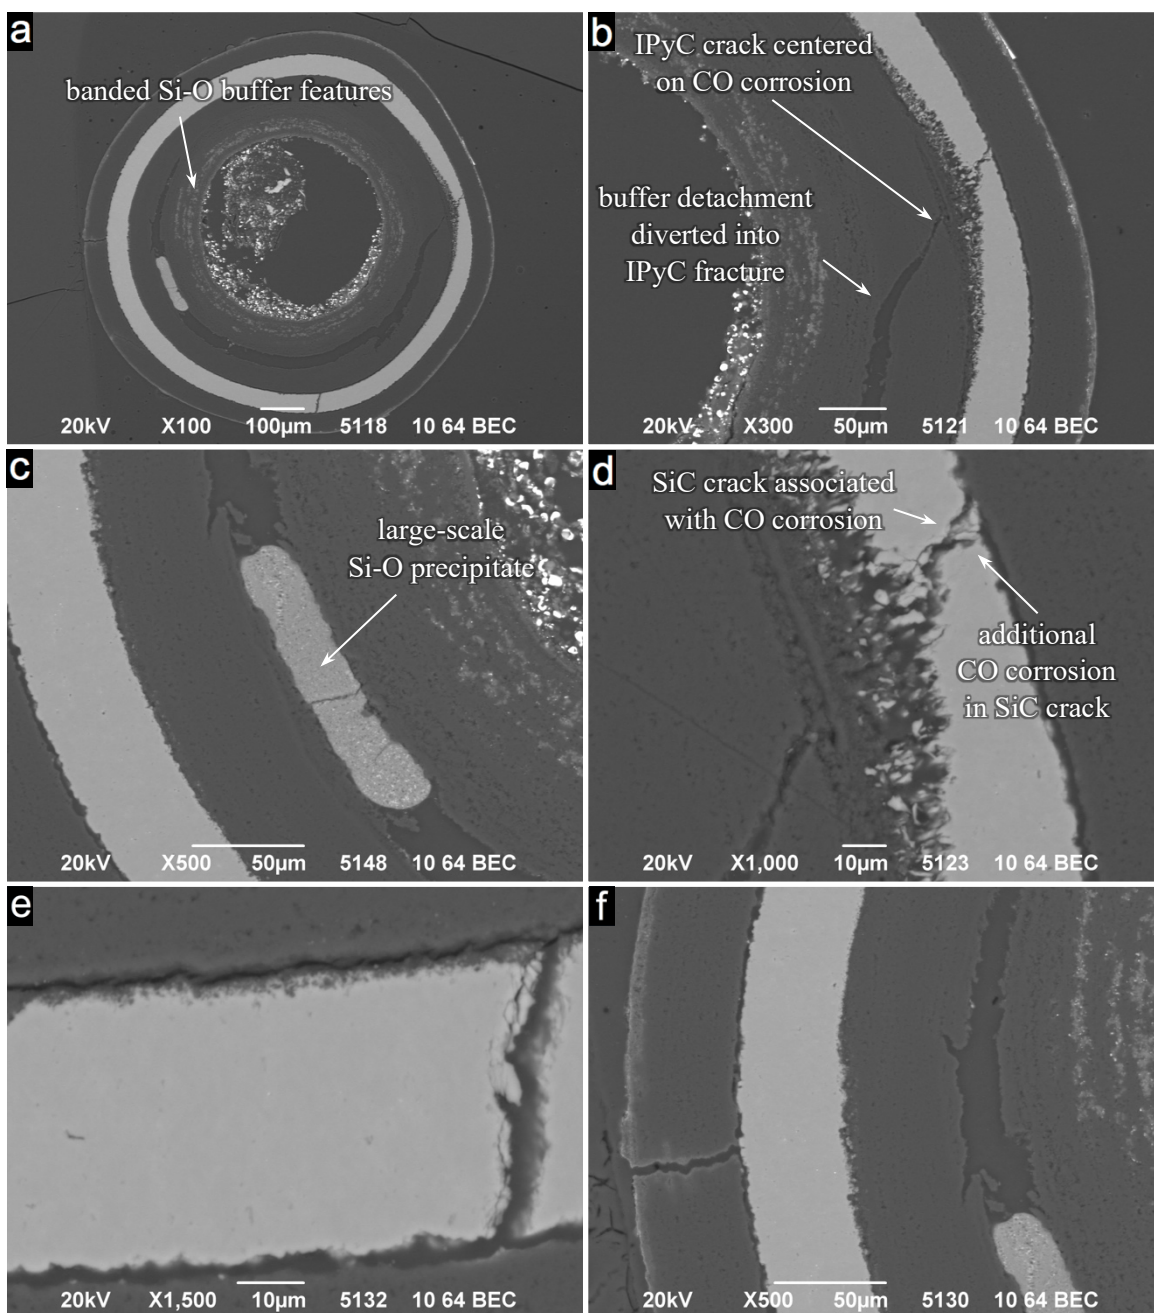 a
banded Si-O buffer features
20kV X100 100µm 5118 10 64 BEC
b
IPyC crack centered
on CO corrosion
buffer detachment
diverted into
IPyC fracture
20kV X300 50µm 5121 10 64 BEC
c
large-scale
Si-O precipitate
20kV X500 50µm 5148 10 64 BEC
d
SiC crack associated
with CO corrosion
additional
CO corrosion
in SiC crack
20kV X1,000 10µm 5123 10 64 BEC
e
20kV X1,500 10µm 5132 10 64 BEC
f
20kV X500 50µm 5130 10 64 BEC